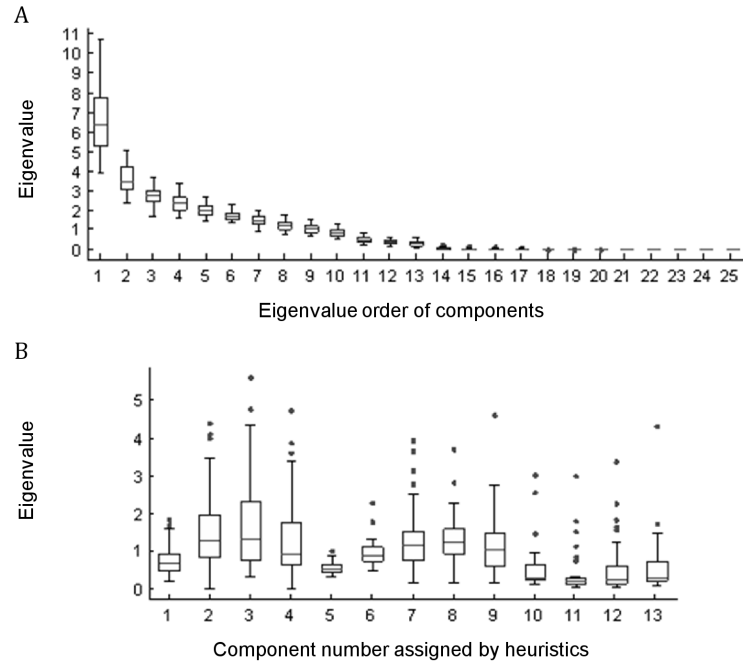 A
Eigenvalue
11
10
9
8
7
6
5
4
3
2
1
0
1 2 3 4 5 6 7 8 9 10 11 12 13 14 15 16 17 18 19 20 21 22 23 24 25
Eigenvalue order of components
B
Eigenvalue
5
4
3
2
1
0
1 2 3 4 5 6 7 8 9 10 11 12 13
Component number assigned by heuristics